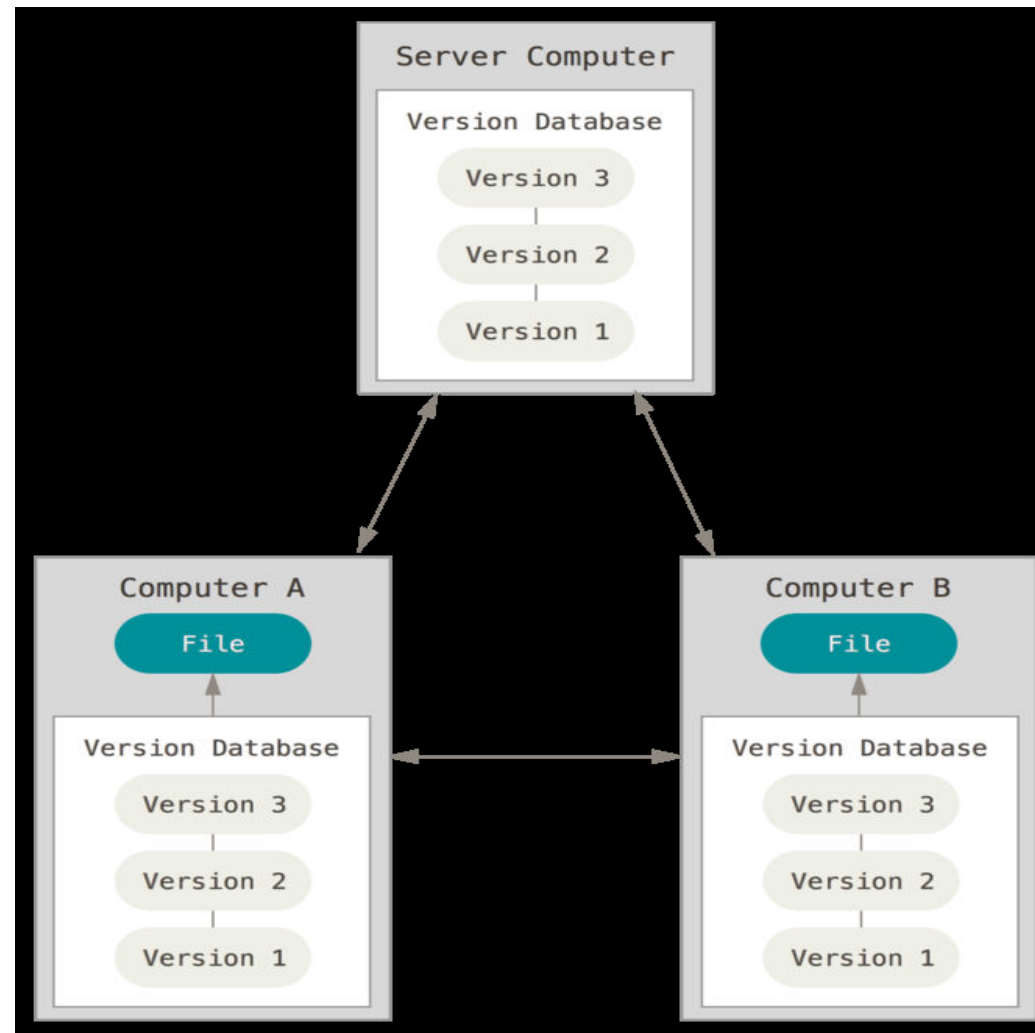 Server Computer
Version Database
Version 3
Version 2
Version 1
Computer A
File
Version Database
Version 3
Version 2
Version 1
Computer B
File
Version Database
Version 3
Version 2
Version 1